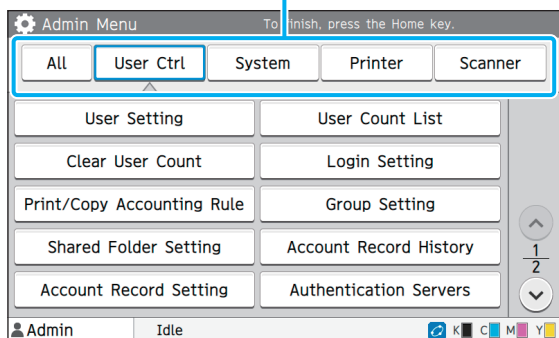 Admin Menu To finish, press the Home key.
All User Ctrl System Printer Scanner
User Setting User Count List
Clear User Count Login Setting
Print/Copy Accounting Rule Group Setting
Shared Folder Setting Account Record History
1
2
Account Record Setting Authentication Servers
Admin Idle K C M Y